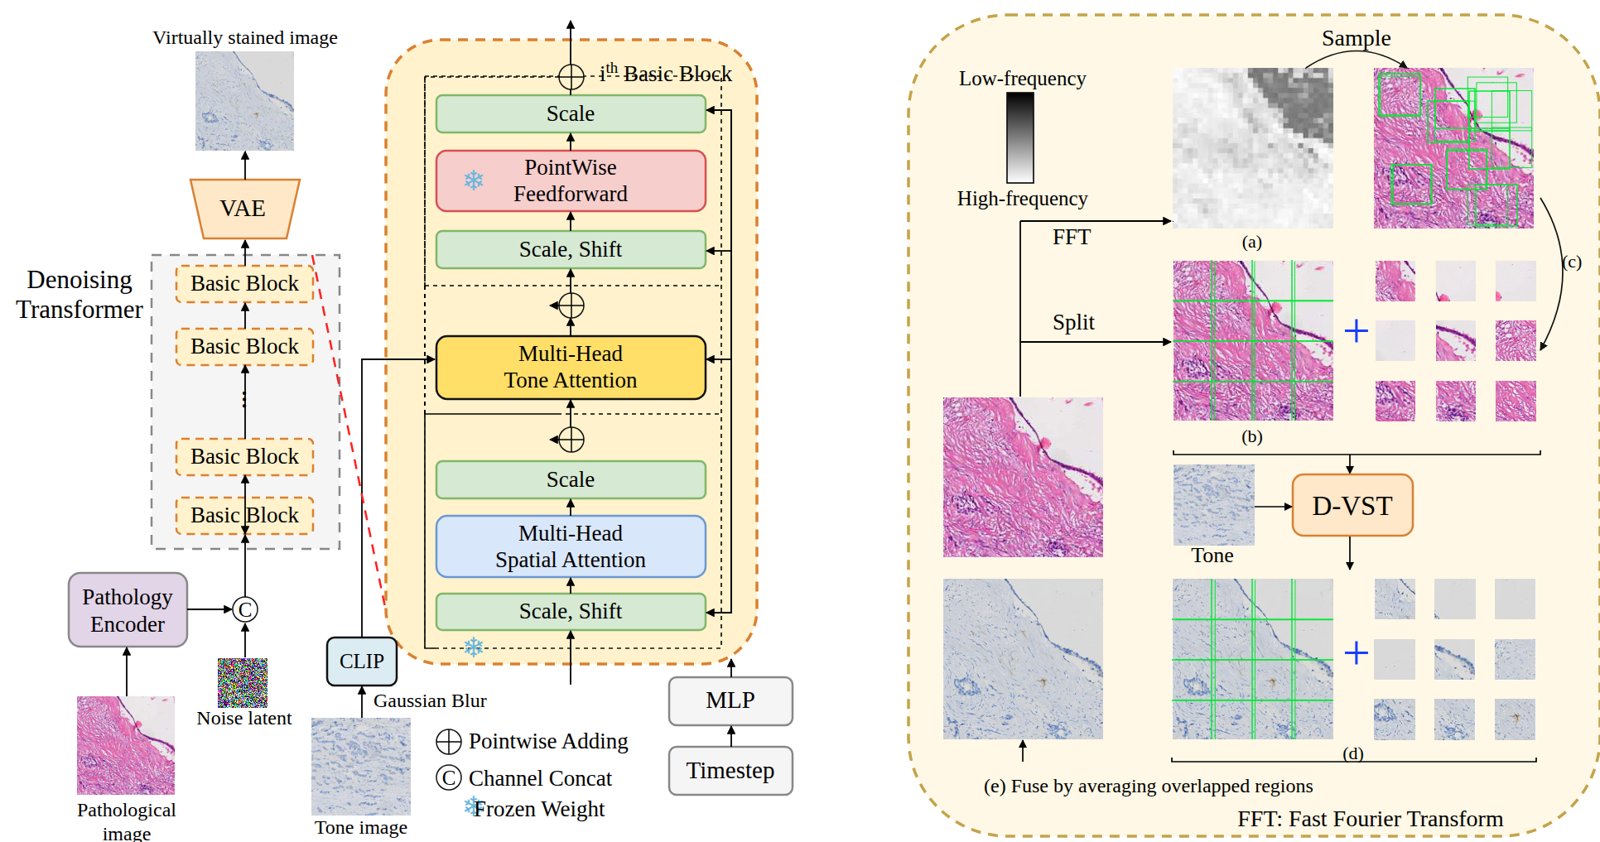 Virtually stained image
VAE
Denoising
Transformer
Basic Block
Basic Block
⋮
Basic Block
Basic Block
Pathology
Encoder
C
Noise latent
Pathological
image
CLIP
Gaussian Blur
Tone image
ith Basic Block
Scale
PointWise
Feedforward
Scale, Shift
Multi-Head
Tone Attention
Scale
Multi-Head
Spatial Attention
Scale, Shift
Pointwise Adding
C Channel Concat
Frozen Weight
MLP
Timestep
Sample
Low-frequency
High-frequency
FFT
(a)
(c)
Split
(b)
Tone
D-VST
(d)
(e) Fuse by averaging overlapped regions
FFT: Fast Fourier Transform